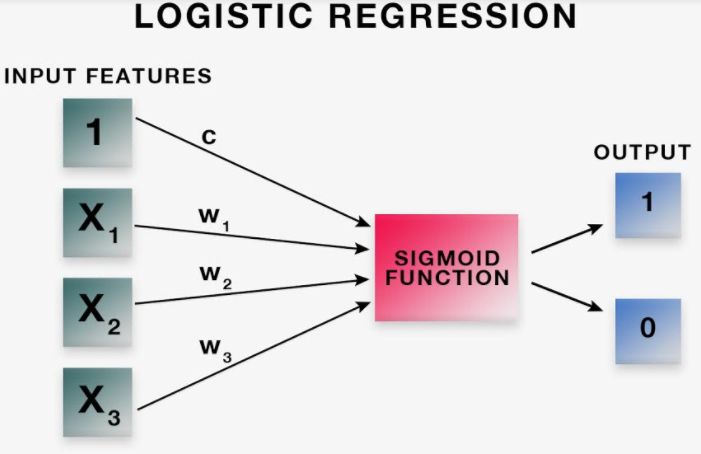 LOGISTIC REGRESSION
INPUT FEATURES
1
c
OUTPUT
1
X₁
w₁
SIGMOID
FUNCTION
X₂
w₂
0
X₃
w₃